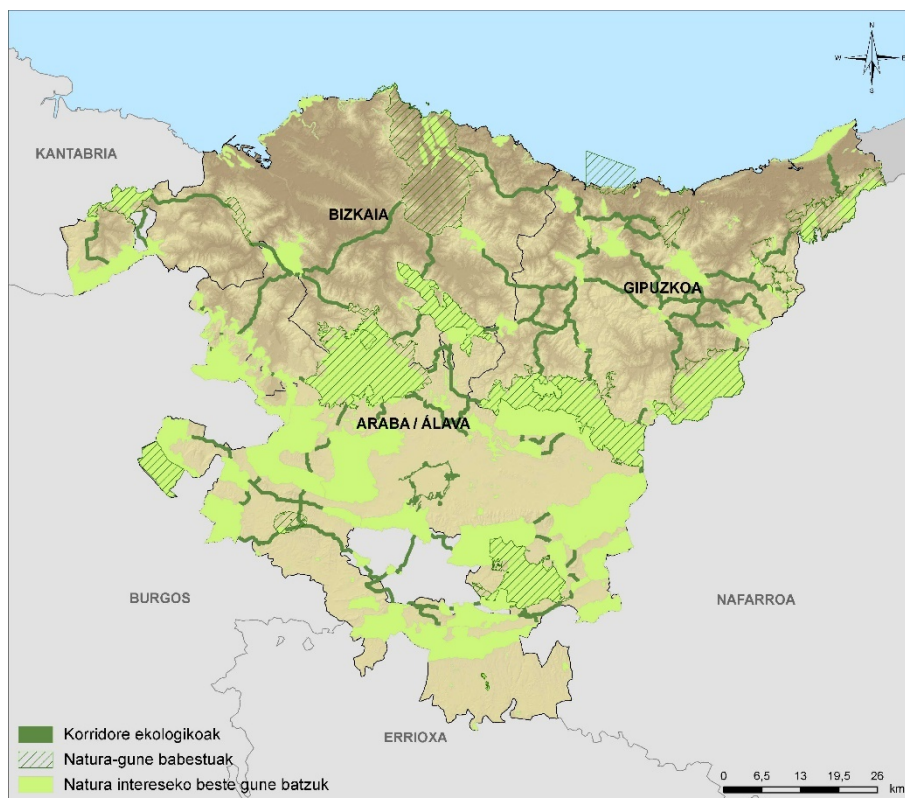 N
W E
S
KANTABRIA
BIZKAIA
GIPUZKOA
ARABA / ÁLAVA
BURGOS
NAFARROA
ERRIOXA
Korridore ekologikoak
Natura-gune babestuak
Natura intereseko beste gune batzuk
0 6,5 13 19,5 26
km